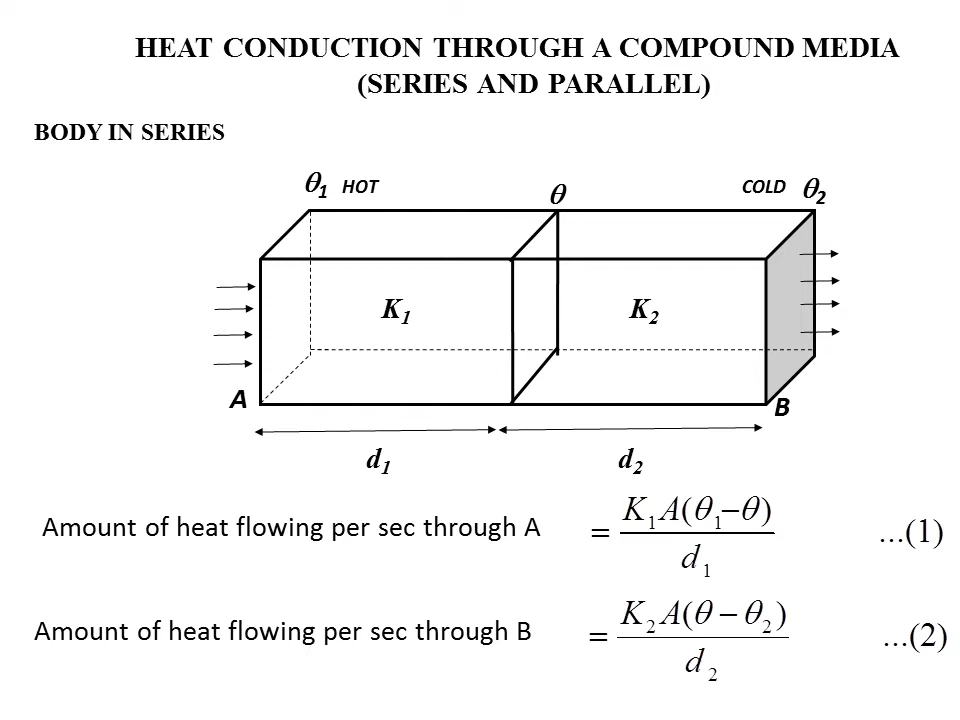 HEAT CONDUCTION THROUGH A COMPOUND MEDIA
(SERIES AND PARALLEL)
BODY IN SERIES
θ₁ HOT θ COLD θ₂
K₁ K₂
A B
d₁ d₂
Amount of heat flowing per sec through A = K₁A(θ₁−θ) / d₁ ...(1)
Amount of heat flowing per sec through B = K₂A(θ − θ₂) / d₂ ...(2)